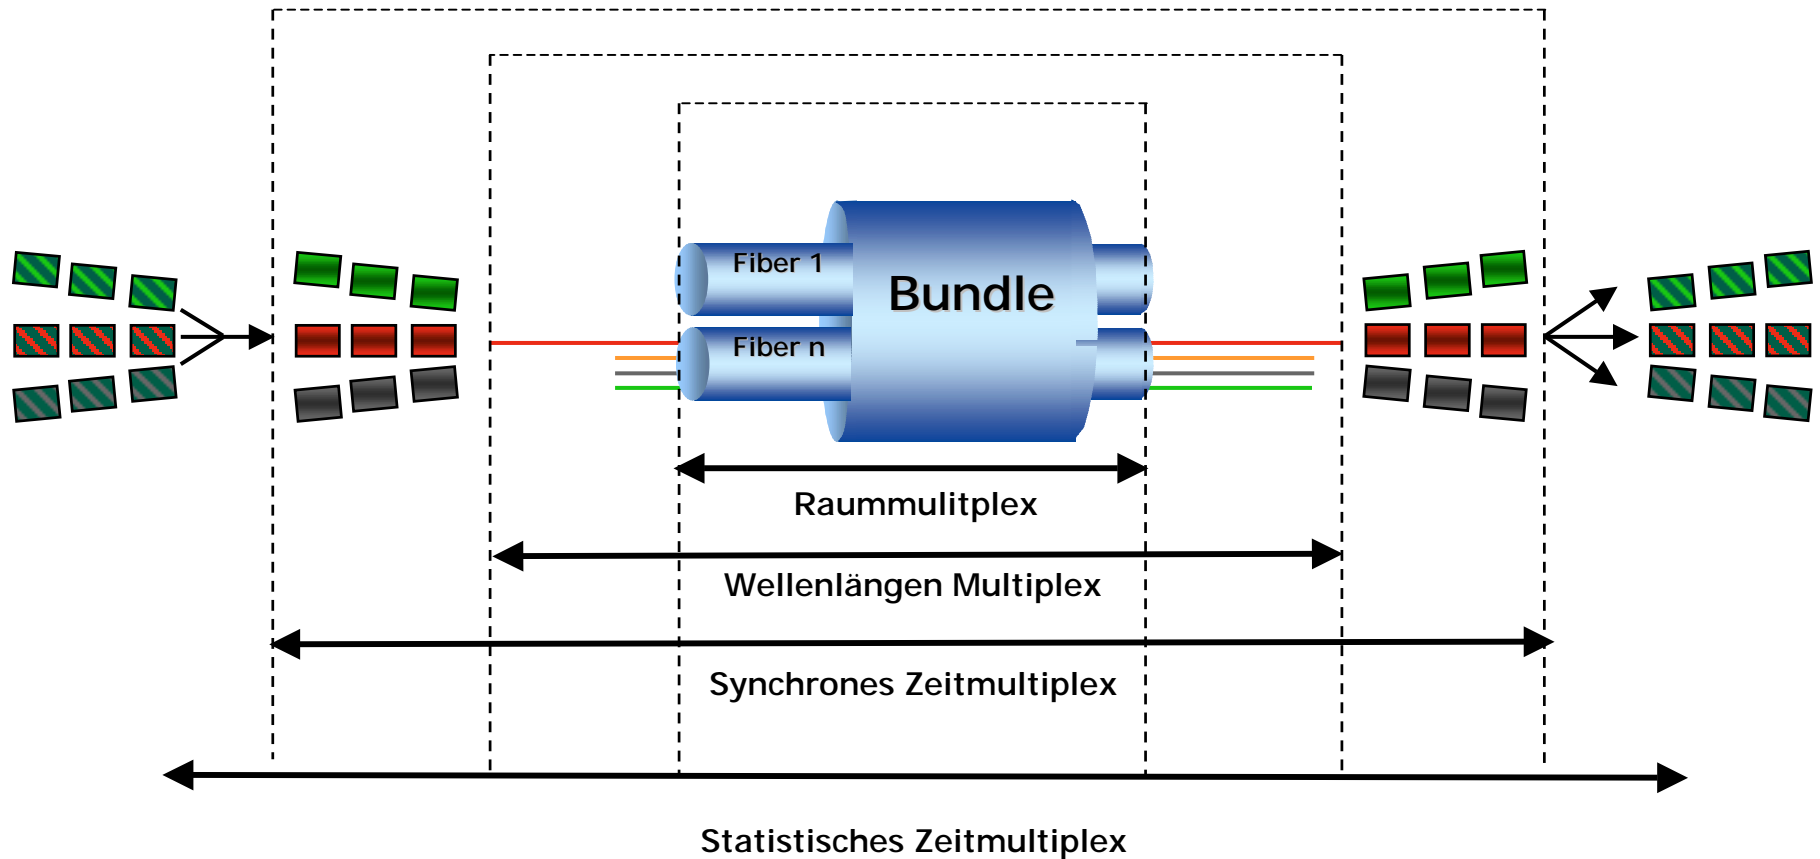 Fiber 1
Bundle
Fiber n
Raummulitplex
Wellenlängen Multiplex
Synchrones Zeitmultiplex
Statistisches Zeitmultiplex